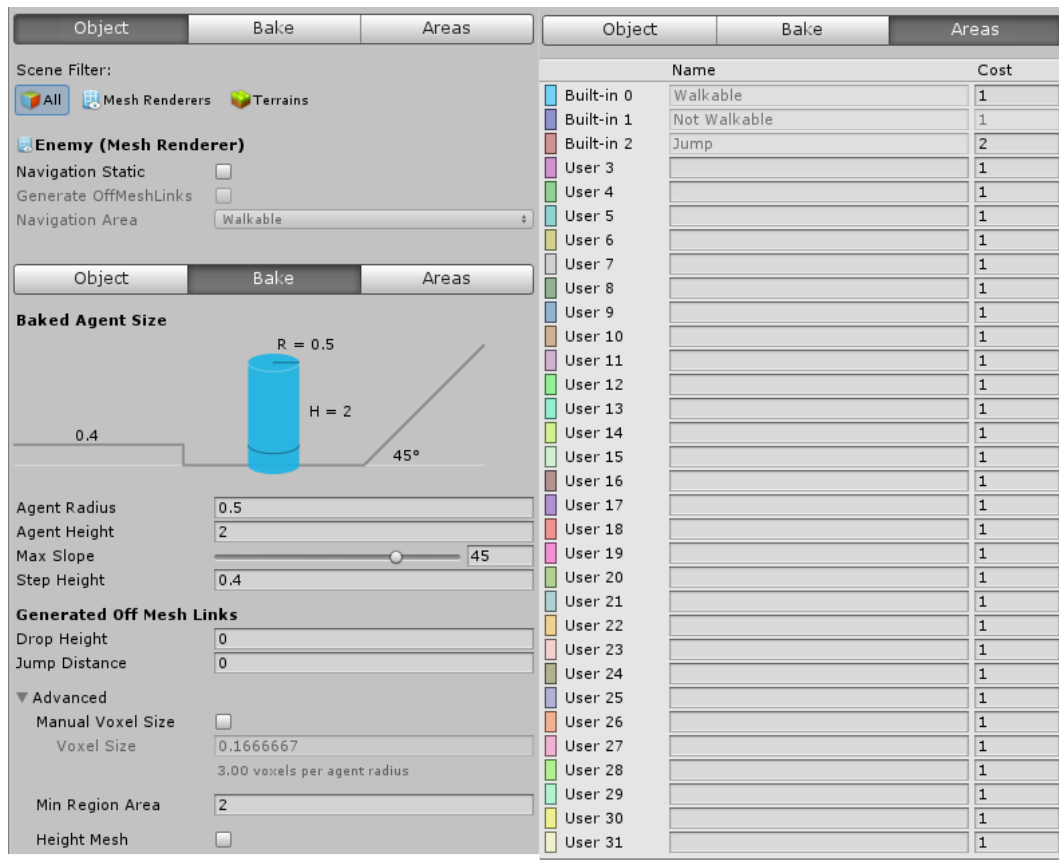 Object Bake Areas
Scene Filter:
All Mesh Renderers Terrains
Enemy (Mesh Renderer)
Navigation Static
Generate OffMeshLinks
Navigation Area Walkable
Object Bake Areas
Baked Agent Size
R = 0.5
H = 2
0.4
45°
Agent Radius 0.5
Agent Height 2
Max Slope 45
Step Height 0.4
Generated Off Mesh Links
Drop Height 0
Jump Distance 0
Advanced
Manual Voxel Size
Voxel Size 0.1666667
3.00 voxels per agent radius
Min Region Area 2
Height Mesh
Object Bake Areas
Name Cost
Built-in 0 Walkable 1
Built-in 1 Not Walkable 1
Built-in 2 Jump 2
User 3 1
User 4 1
User 5 1
User 6 1
User 7 1
User 8 1
User 9 1
User 10 1
User 11 1
User 12 1
User 13 1
User 14 1
User 15 1
User 16 1
User 17 1
User 18 1
User 19 1
User 20 1
User 21 1
User 22 1
User 23 1
User 24 1
User 25 1
User 26 1
User 27 1
User 28 1
User 29 1
User 30 1
User 31 1